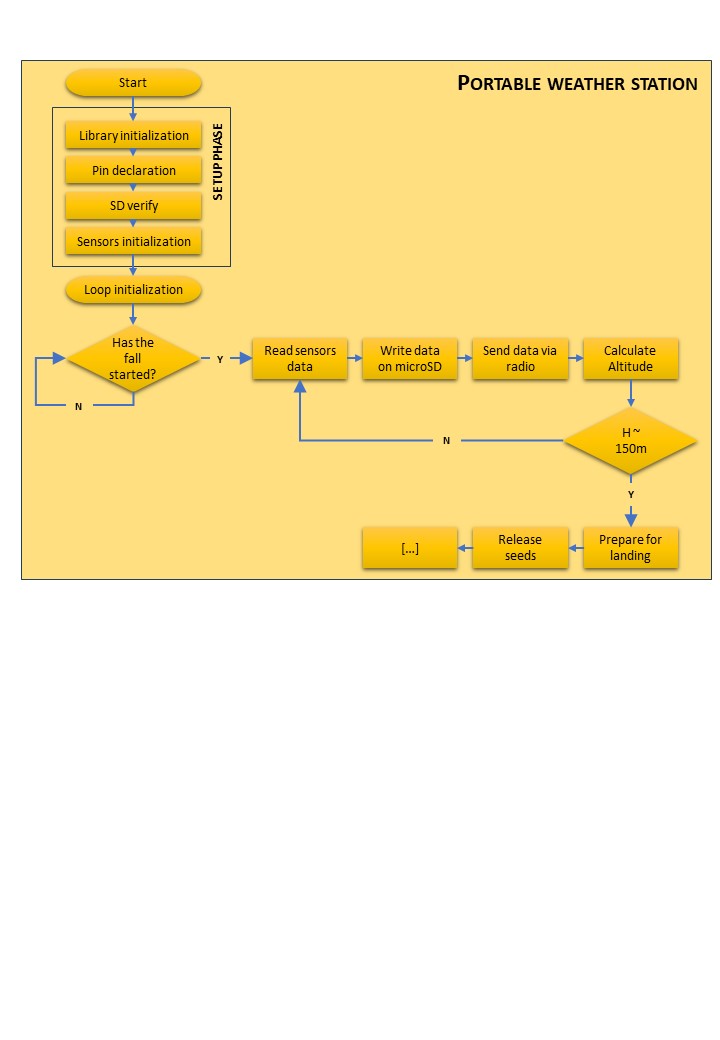 PORTABLE WEATHER STATION
Start
SETUP PHASE
Library initialization
Pin declaration
SD verify
Sensors initialization
Loop initialization
Has the
fall
started?
N
Y
Read sensors
data
Write data
on microSD
Send data via
radio
Calculate
Altitude
H ~
150m
N
Y
Prepare for
landing
Release
seeds
[...]